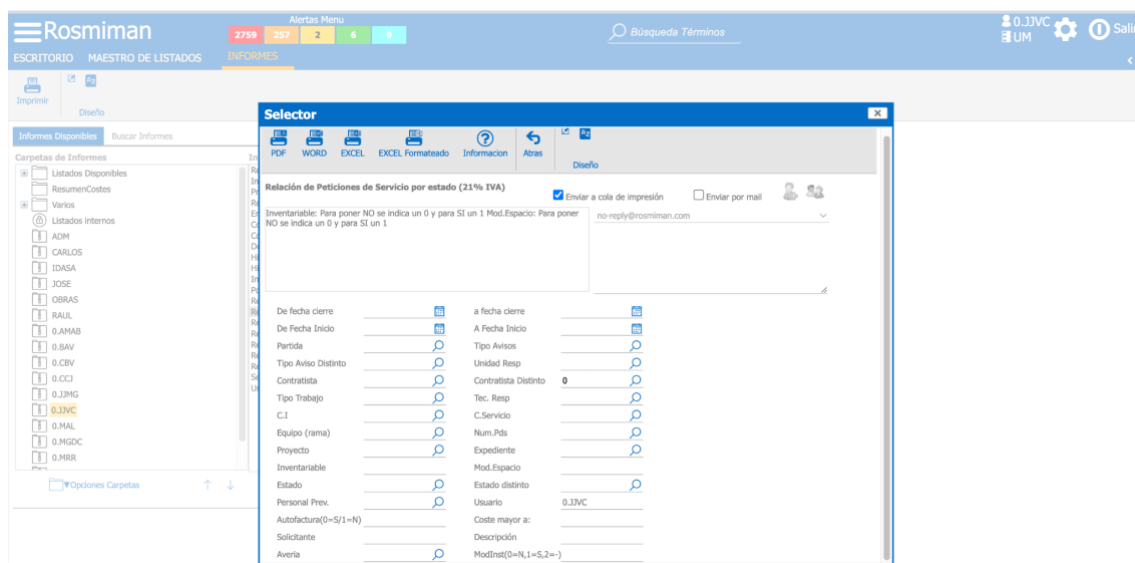 Rosmiman
Alertas Menu
2759 257 2 6 0
Búsqueda Términos
0.JJVC
UM
ESCRITORIO MAESTRO DE LISTADOS INFORMES
Imprimir
Diseño
Informes Disponibles Buscar Informes
Carpetas de Informes
Listados Disponibles
ResumenCostes
Varios
Listados internos
ADM
CARLOS
IDASA
JOSE
OBRAS
RAUL
0.AMAB
0.BAV
0.CBV
0.CCJ
0.JJMG
0.JJVC
0.MAL
0.MGDC
0.MRR
▼Opciones Carpetas
Selector
PDF WORD EXCEL EXCEL Formateado Informacion Atras
Diseño
Relación de Peticiones de Servicio por estado (21% IVA)
Enviar a cola de impresión Enviar por mail
Inventariable: Para poner NO se indica un 0 y para SI un 1 Mod.Espacio: Para poner
NO se indica un 0 y para SI un 1
no-reply@rosmiman.com
De fecha cierre a fecha cierre
De Fecha Inicio A Fecha Inicio
Partida Tipo Avisos
Tipo Aviso Distinto Unidad Resp
Contratista Contratista Distinto 0
Tipo Trabajo Tec. Resp
C.I C.Servicio
Equipo (rama) Num.Pds
Proyecto Expediente
Inventariable Mod.Espacio
Estado Estado distinto
Personal Prev. Usuario 0.JJVC
Autofactura(0=S/1=N) Coste mayor a:
Solicitante Descripción
Averia ModInst(0=N,1=S,2=-)